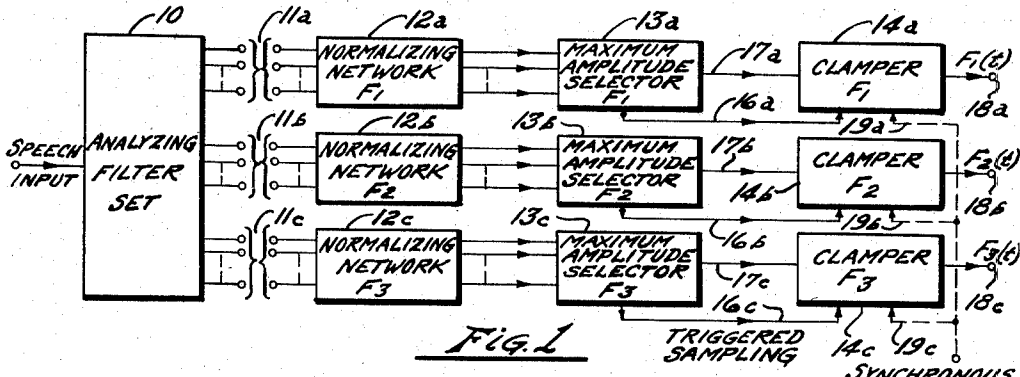 10
11a
12a
13a
14a
NORMALIZING
NETWORK
F1
MAXIMUM
AMPLITUDE
SELECTOR
F1
17a
CLAMPER
F1
F1(t)
18a
16a
19a
SPEECH
INPUT
ANALYZING
FILTER
SET
11b
12b
13b
NORMALIZING
NETWORK
F2
MAXIMUM
AMPLITUDE
SELECTOR
F2
17b
14b
CLAMPER
F2
F2(t)
18b
16b
19b
11c
12c
13c
NORMALIZING
NETWORK
F3
MAXIMUM
AMPLITUDE
SELECTOR
F3
17c
CLAMPER
F3
F3(t)
18c
16c
14c
19c
TRIGGERED
SAMPLING
SYNCHRONOUS
FIG. 1